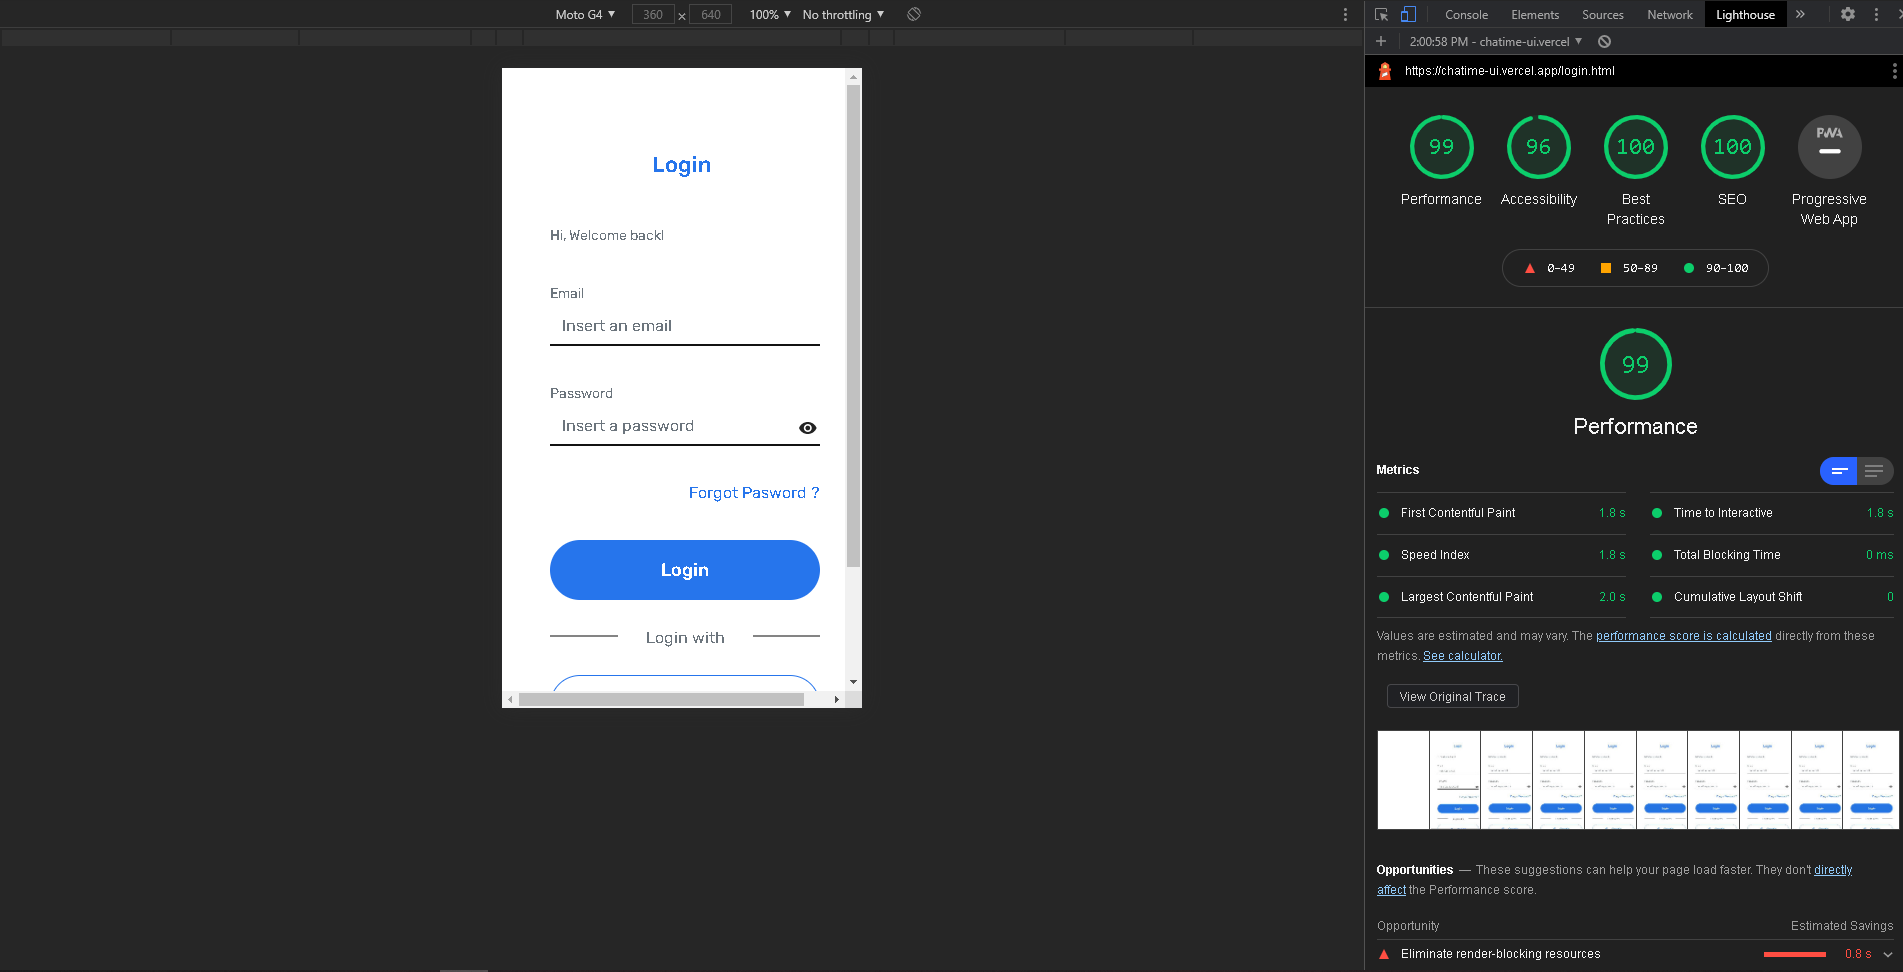 Moto G4 ▼ 360 × 640 100% ▼ No throttling ▼
Console Elements Sources Network Lighthouse »
+ 2:00:58 PM - chatime-ui.vercel ▼
https://chatime-ui.vercel.app/login.html
Login
Hi, Welcome back!
Email
Insert an email
Password
Insert a password
Forgot Pasword ?
Login
Login with
99 96 100 100 PWA
Performance Accessibility Best Practices SEO Progressive Web App
0–49 50–89 90–100
99
Performance
Metrics
First Contentful Paint 1.8 s
Time to Interactive 1.8 s
Speed Index 1.8 s
Total Blocking Time 0 ms
Largest Contentful Paint 2.0 s
Cumulative Layout Shift 0
Values are estimated and may vary. The performance score is calculated directly from these
metrics. See calculator.
View Original Trace
Opportunities — These suggestions can help your page load faster. They don't directly
affect the Performance score.
Opportunity Estimated Savings
Eliminate render-blocking resources 0.8 s